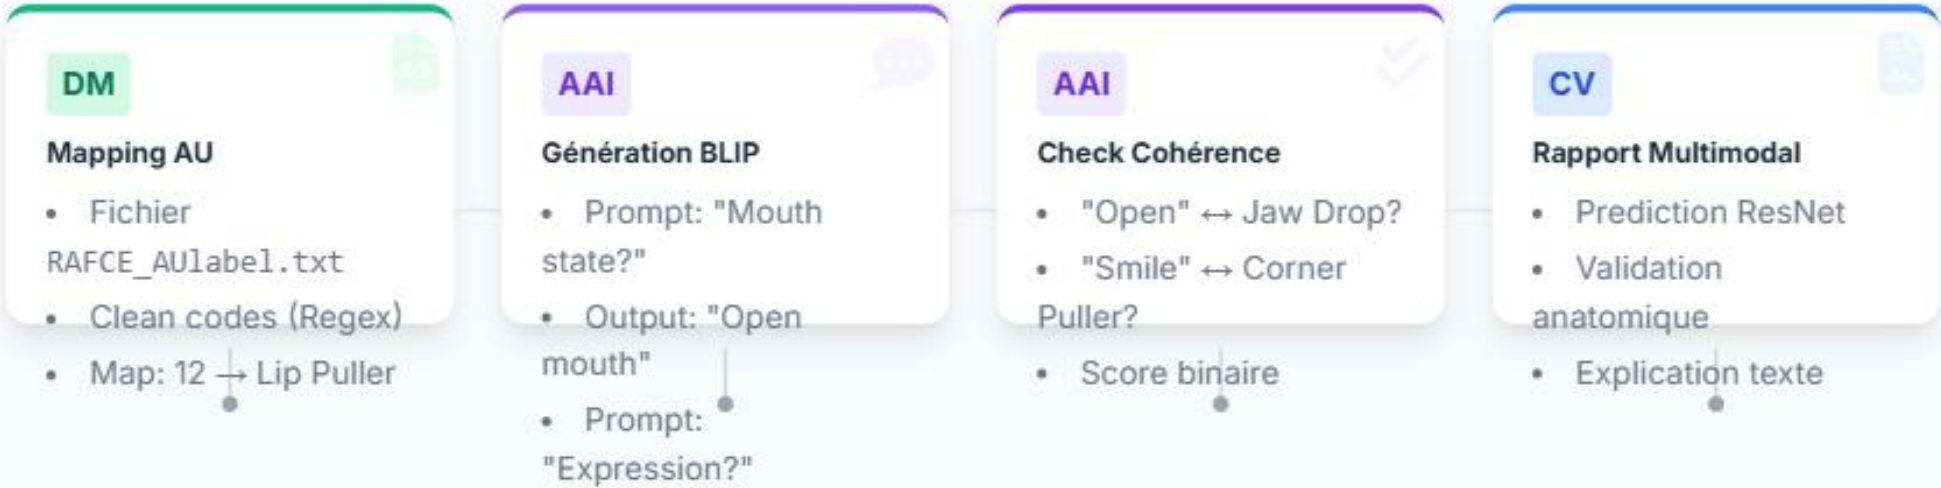 DM
Mapping AU
• Fichier
RAFCE_AUlabel.txt
• Clean codes (Regex)
• Map: 12 → Lip Puller
AAI
Génération BLIP
• Prompt: "Mouth
state?"
• Output: "Open
mouth"
• Prompt:
"Expression?"
AAI
Check Cohérence
• "Open" ↔ Jaw Drop?
• "Smile" ↔ Corner
Puller?
• Score binaire
CV
Rapport Multimodal
• Prediction ResNet
• Validation
anatomique
• Explication texte